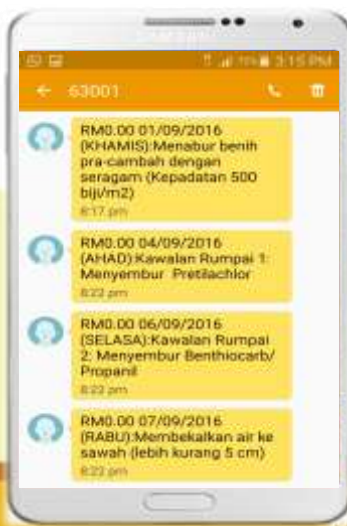 3:15 PM
63001
RM0.00 01/09/2016
(KHAMIS):Menabur benih
pra-cambah dengan
seragam (Kepadatan 500
biji/m2)
8:17 pm
RM0.00 04/09/2016
(AHAD):Kawalan Rumpai 1:
Menyembur Pretilachlor
8:22 pm
RM0.00 06/09/2016
(SELASA):Kawalan Rumpai
2: Menyembur Benthiocarb/
Propanil
8:22 pm
RM0.00 07/09/2016
(RABU):Membekalkan air ke
sawah (lebih kurang 5 cm)
8:22 pm